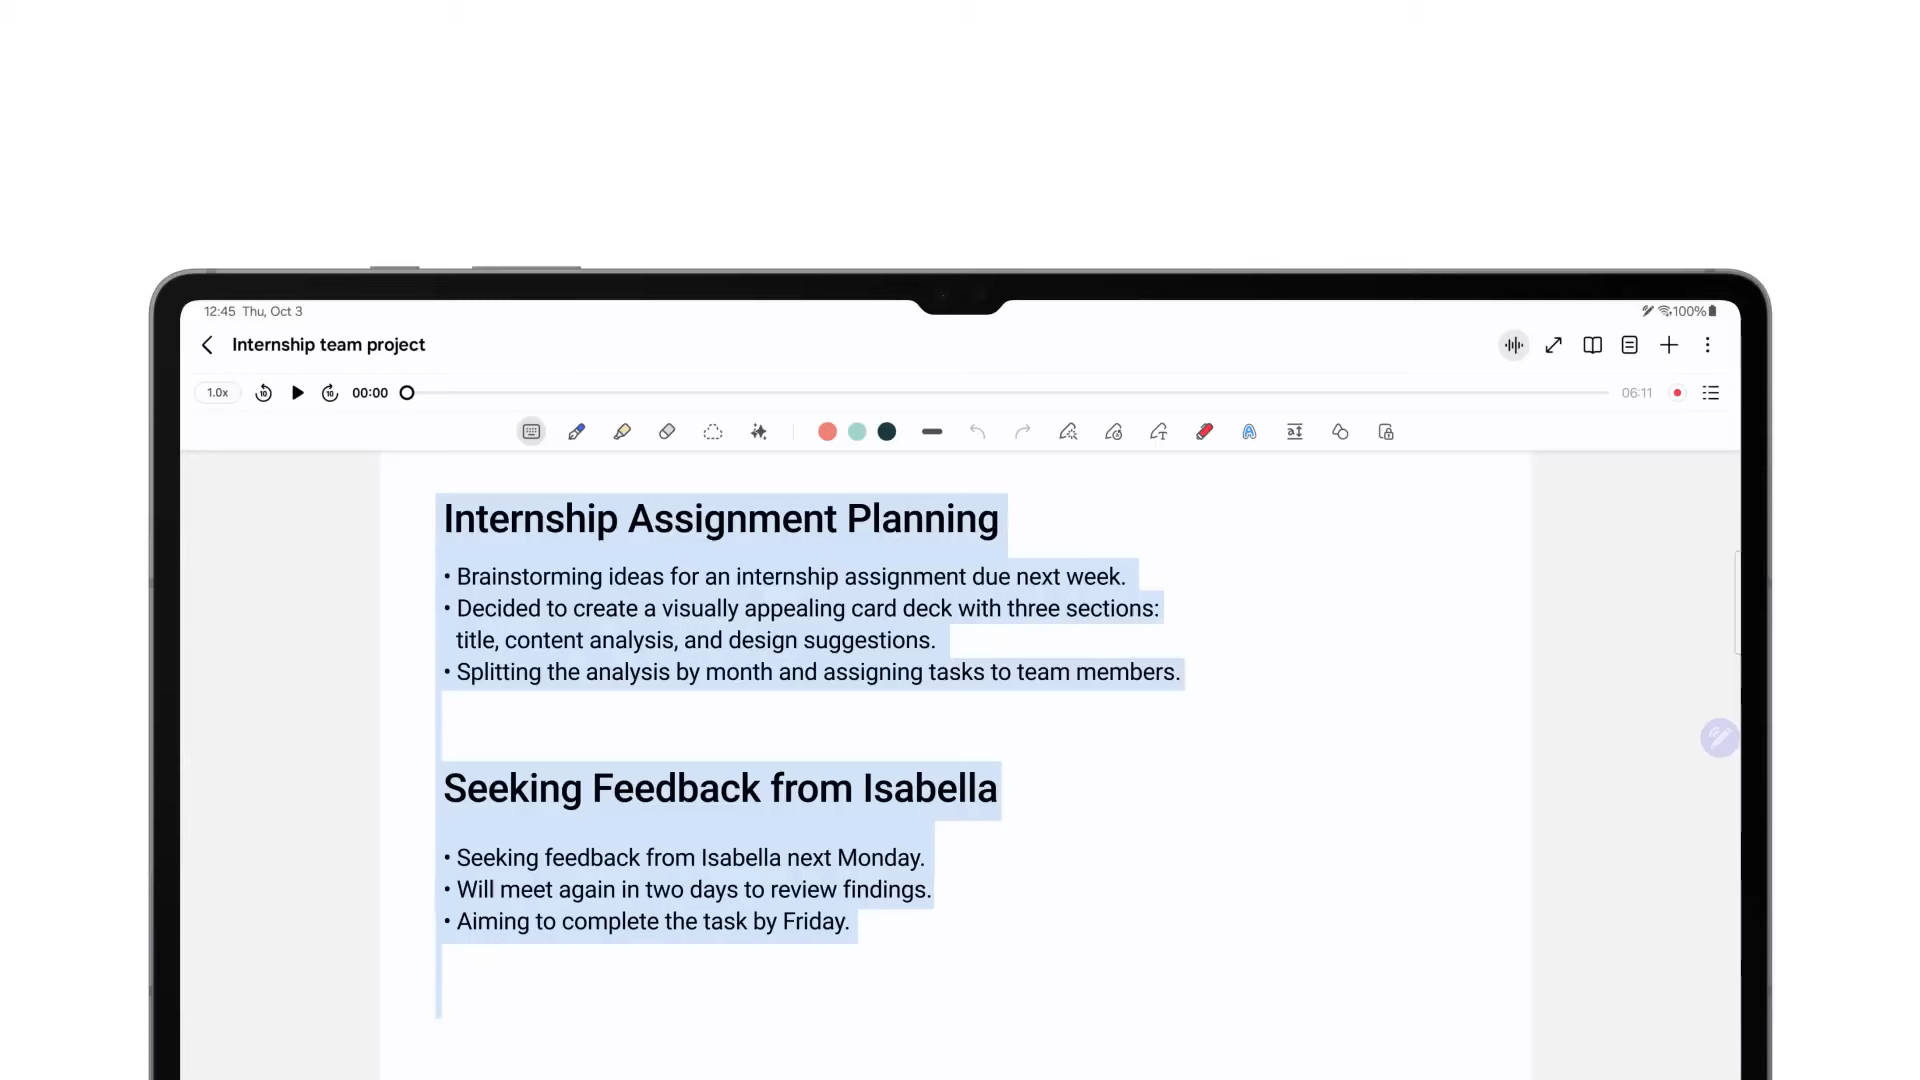 12:45 Thu, Oct 3
100%
Internship team project
1.0x
10
10
00:00
06:11
Internship Assignment Planning
• Brainstorming ideas for an internship assignment due next week.
• Decided to create a visually appealing card deck with three sections:
title, content analysis, and design suggestions.
• Splitting the analysis by month and assigning tasks to team members.
Seeking Feedback from Isabella
• Seeking feedback from Isabella next Monday.
• Will meet again in two days to review findings.
• Aiming to complete the task by Friday.